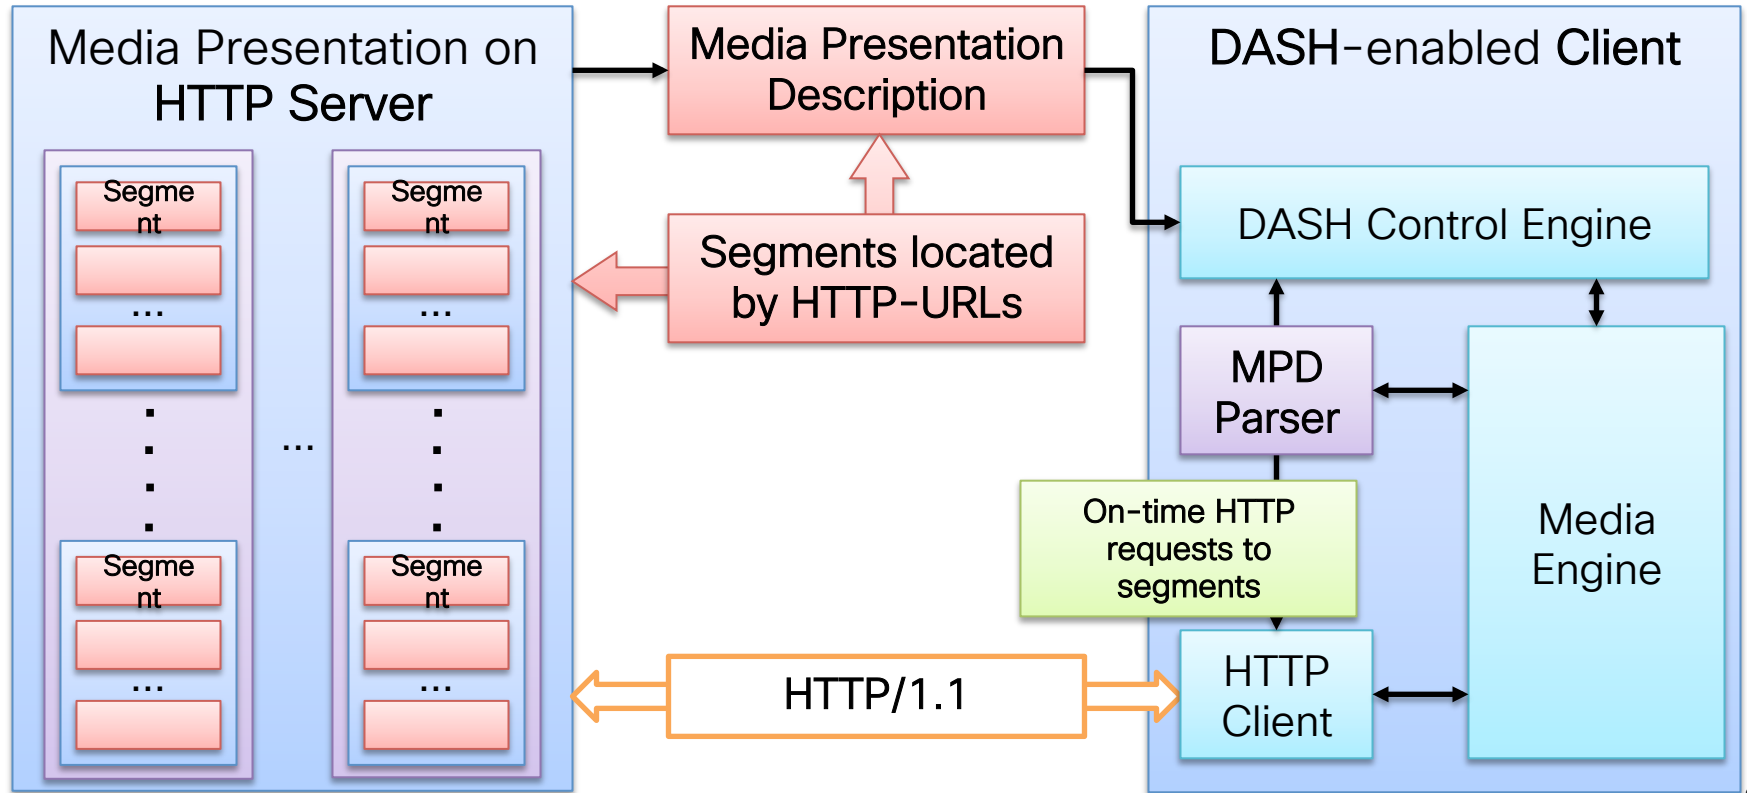 Media Presentation on
HTTP Server
Segme
nt
...
Segme
nt
...
...
Segme
nt
...
Segme
nt
...
Media Presentation
Description
Segments located
by HTTP-URLs
HTTP/1.1
DASH-enabled Client
DASH Control Engine
MPD
Parser
On-time HTTP
requests to
segments
HTTP
Client
Media
Engine